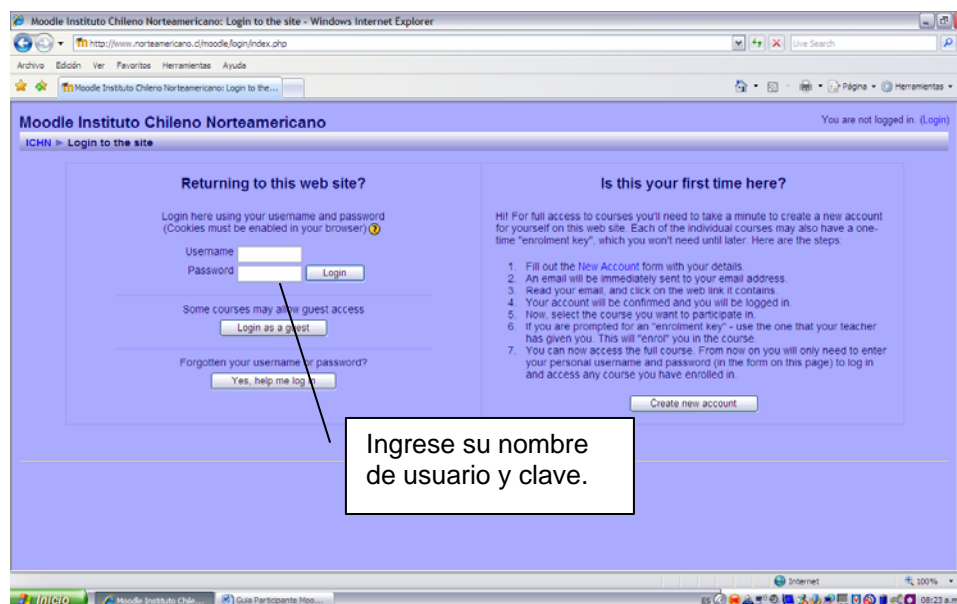 Moodle Instituto Chileno Norteamericano: Login to the site - Windows Internet Explorer
http://www.norteamericano.cl/moodle/login/index.php
Live Search
Archivo Edición Ver Favoritos Herramientas Ayuda
Moodle Instituto Chileno Norteamericano: Login to the...
Página Herramientas
Moodle Instituto Chileno Norteamericano
You are not logged in. (Login)
ICHN ► Login to the site
Returning to this web site?
Login here using your username and password
(Cookies must be enabled in your browser) ?
Username
Password
Login
Some courses may allow guest access
Login as a guest
Forgotten your username or password?
Yes, help me log in
Is this your first time here?
Hi! For full access to courses you'll need to take a minute to create a new account
for yourself on this web site. Each of the individual courses may also have a one-
time "enrolment key", which you won't need until later. Here are the steps:
1. Fill out the New Account form with your details.
2. An email will be immediately sent to your email address.
3. Read your email, and click on the web link it contains.
4. Your account will be confirmed and you will be logged in.
5. Now, select the course you want to participate in.
6. If you are prompted for an "enrolment key" - use the one that your teacher
has given you. This will "enrol" you in the course.
7. You can now access the full course. From now on you will only need to enter
your personal username and password (in the form on this page) to log in
and access any course you have enrolled in.
Create new account
Ingrese su nombre
de usuario y clave.
Internet 100%
Inicio Moodle Instituto Chile... Guia Participante Moo... ES 08:23 a.m.